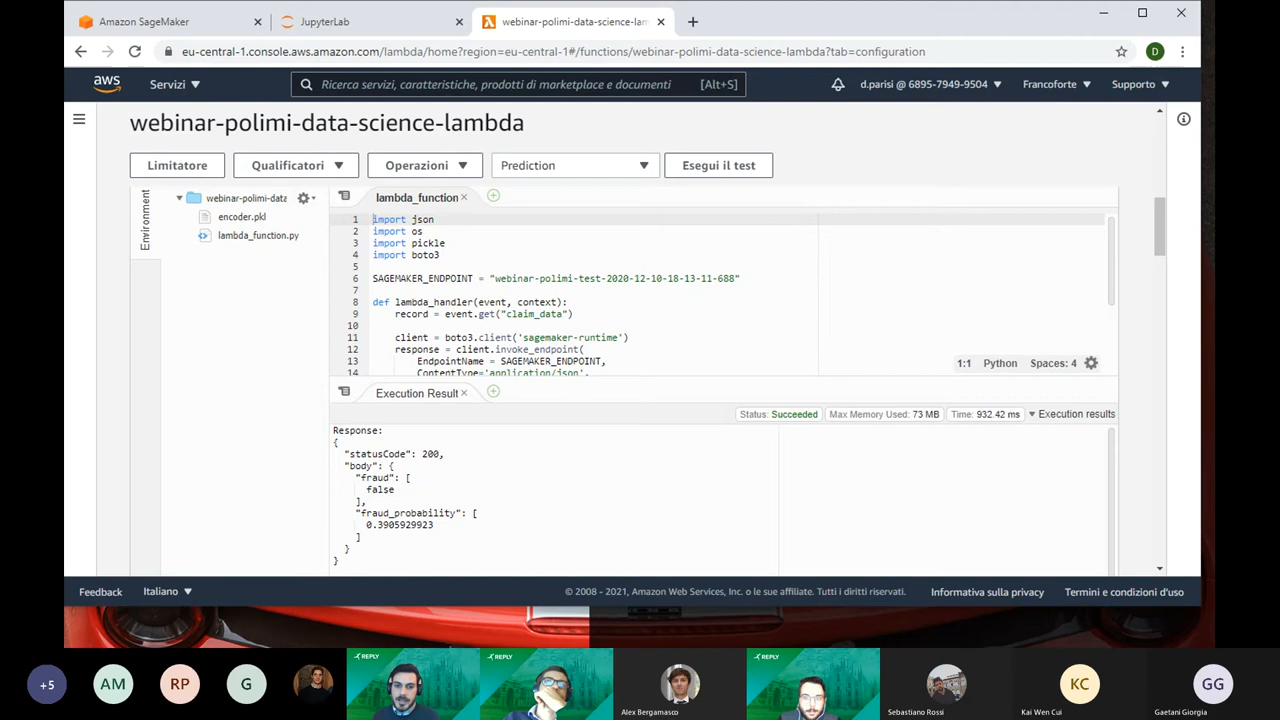 Amazon SageMaker
JupyterLab
webinar-polimi-data-science-lam
eu-central-1.console.aws.amazon.com/lambda/home?region=eu-central-1#/functions/webinar-polimi-data-science-lambda?tab=configuration
D
aws
Servizi
Ricerca servizi, caratteristiche, prodotti di marketplace e documenti
[Alt+S]
d.parisi @ 6895-7949-9504
Francoforte
Supporto
webinar-polimi-data-science-lambda
Limitatore
Qualificatori
Operazioni
Prediction
Esegui il test
Environment
webinar-polimi-data
encoder.pkl
lambda_function.py
lambda_function
1 import json
2 import os
3 import pickle
4 import boto3
5
6 SAGEMAKER_ENDPOINT = "webinar-polimi-test-2020-12-10-18-13-11-688"
7
8 def lambda_handler(event, context):
9 record = event.get("claim_data")
10
11 client = boto3.client('sagemaker-runtime')
12 response = client.invoke_endpoint(
13 EndpointName = SAGEMAKER_ENDPOINT,
14 ContentType='application/json',
1:1 Python Spaces: 4
Execution Result
Status: Succeeded
Max Memory Used: 73 MB
Time: 932.42 ms
Execution results
Response:
{
"statusCode": 200,
"body": {
"fraud": [
false
],
"fraud_probability": [
0.3905929923
]
}
}
Feedback
Italiano
© 2008 - 2021, Amazon Web Services, Inc. o le sue affiliate. Tutti i diritti riservati.
Informativa sulla privacy
Termini e condizioni d'uso
+5
AM
RP
G
REPLY
REPLY
Alex Bergamasco
REPLY
Sebastiano Rossi
KC
Kai Wen Cui
GG
Gaetani Giorgia